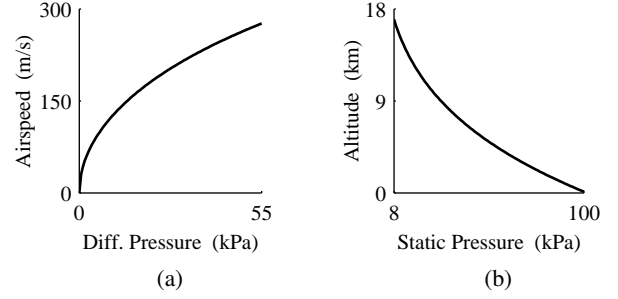 300
150
0
Airspeed (m/s)
0 55
Diff. Pressure (kPa)
(a)
18
9
0
Altitude (km)
8 100
Static Pressure (kPa)
(b)